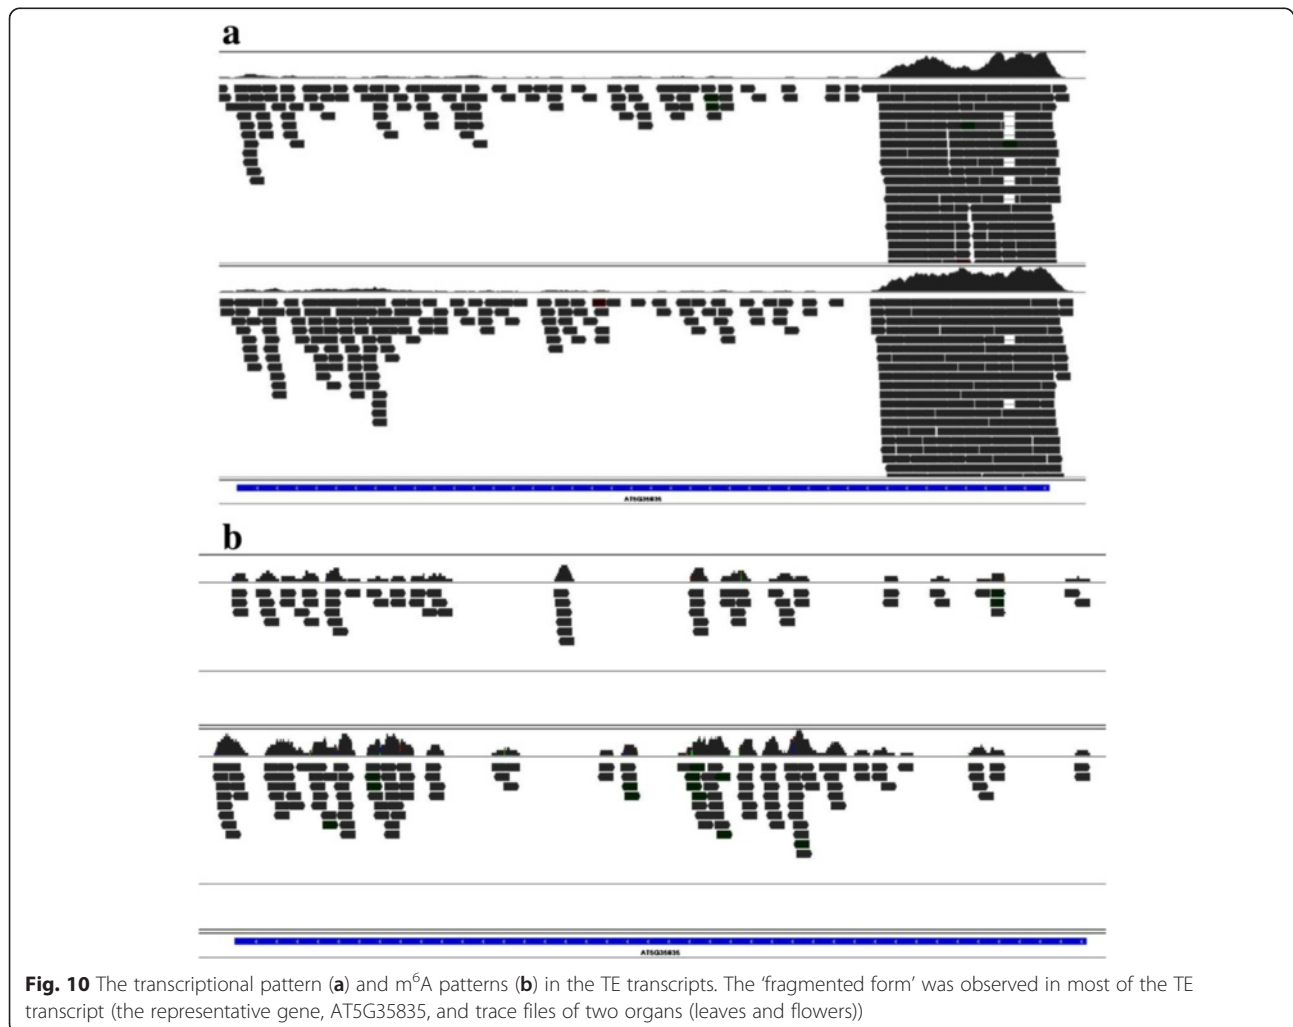 a
AT5G35835
b
AT5G35835
Fig. 10 The transcriptional pattern (a) and m⁶A patterns (b) in the TE transcripts. The ‘fragmented form’ was observed in most of the TE
transcript (the representative gene, AT5G35835, and trace files of two organs (leaves and flowers))